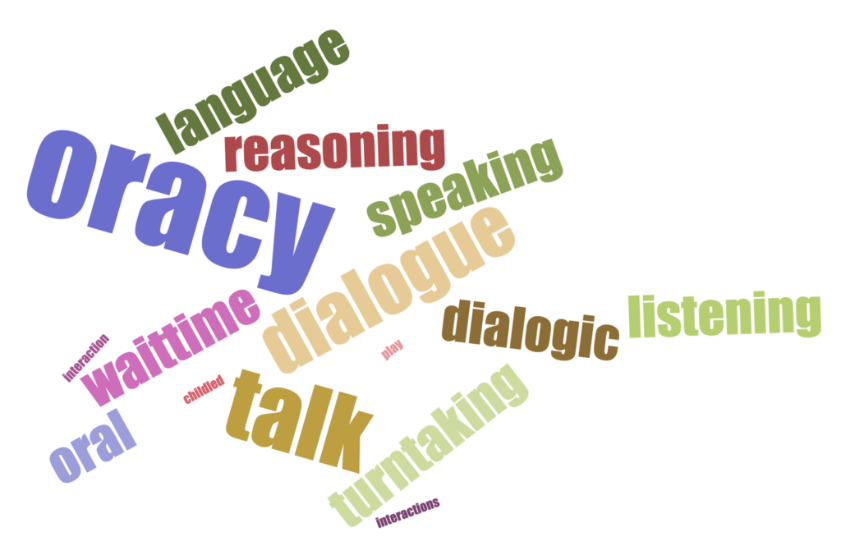 language
reasoning
oracy
speaking
dialogue
waittime
listening
dialogic
interaction
play
childled
talk
turntaking
oral
interactions